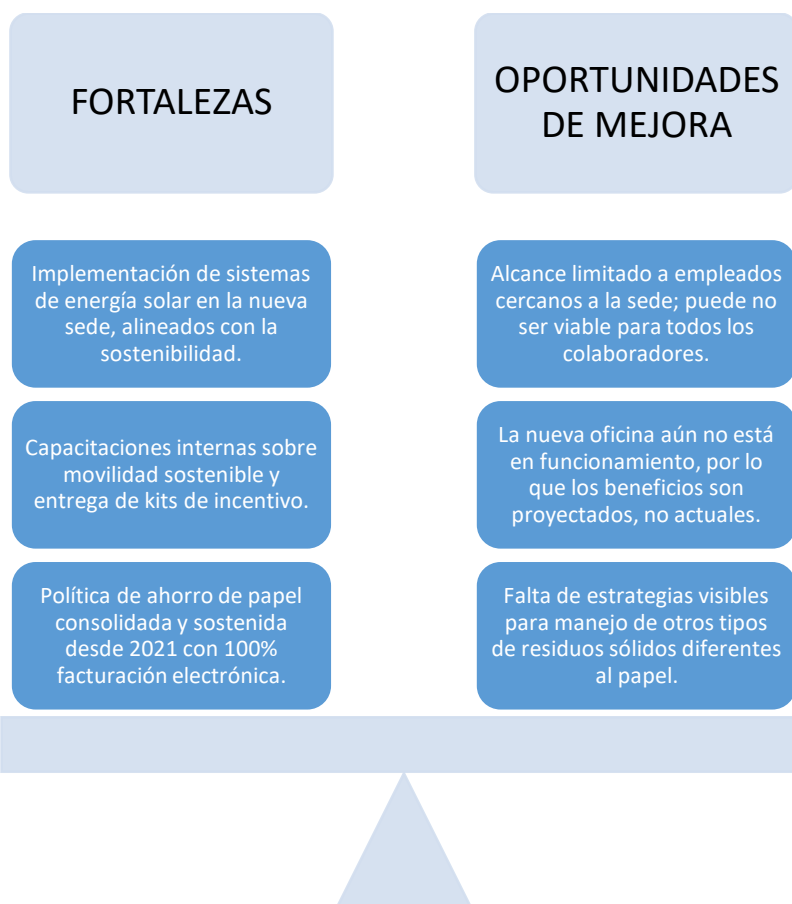 FORTALEZAS
Implementación de sistemas
de energía solar en la nueva
sede, alineados con la
sostenibilidad.
Capacitaciones internas sobre
movilidad sostenible y
entrega de kits de incentivo.
Política de ahorro de papel
consolidada y sostenida
desde 2021 con 100%
facturación electrónica.
OPORTUNIDADES
DE MEJORA
Alcance limitado a empleados
cercanos a la sede; puede no
ser viable para todos los
colaboradores.
La nueva oficina aún no está
en funcionamiento, por lo
que los beneficios son
proyectados, no actuales.
Falta de estrategias visibles
para manejo de otros tipos
de residuos sólidos diferentes
al papel.